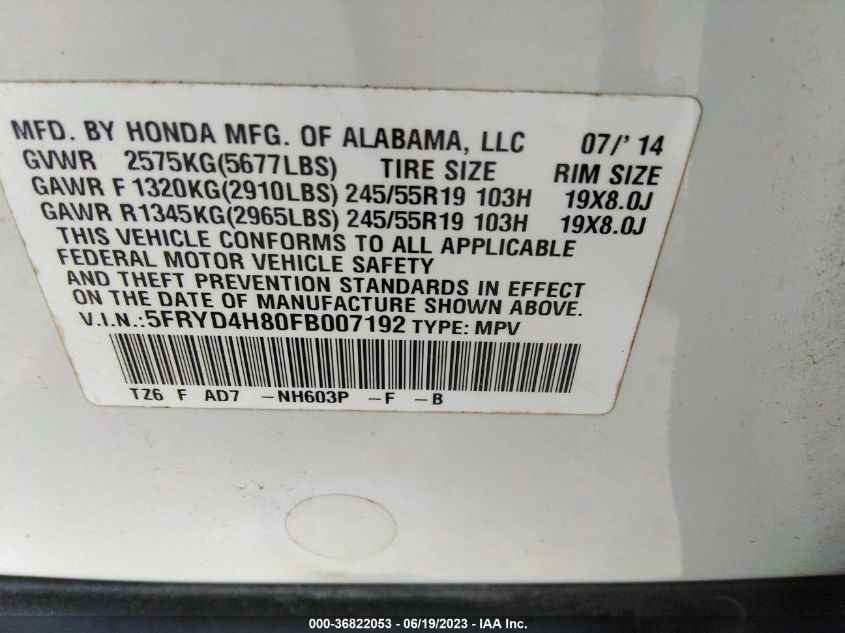 MFD. BY HONDA MFG. OF ALABAMA, LLC 07/'14
GVWR 2575KG(5677LBS) TIRE SIZE RIM SIZE
GAWR F 1320KG(2910LBS) 245/55R19 103H 19X8.0J
GAWR R1345KG(2965LBS) 245/55R19 103H 19X8.0J
THIS VEHICLE CONFORMS TO ALL APPLICABLE
FEDERAL MOTOR VEHICLE SAFETY
AND THEFT PREVENTION STANDARDS IN EFFECT
ON THE DATE OF MANUFACTURE SHOWN ABOVE.
V.I.N.:5FRYD4H80FB007192 TYPE: MPV
TZ6 F AD7 -NH603P -F -B
000-36822053 - 06/19/2023 - IAA Inc.